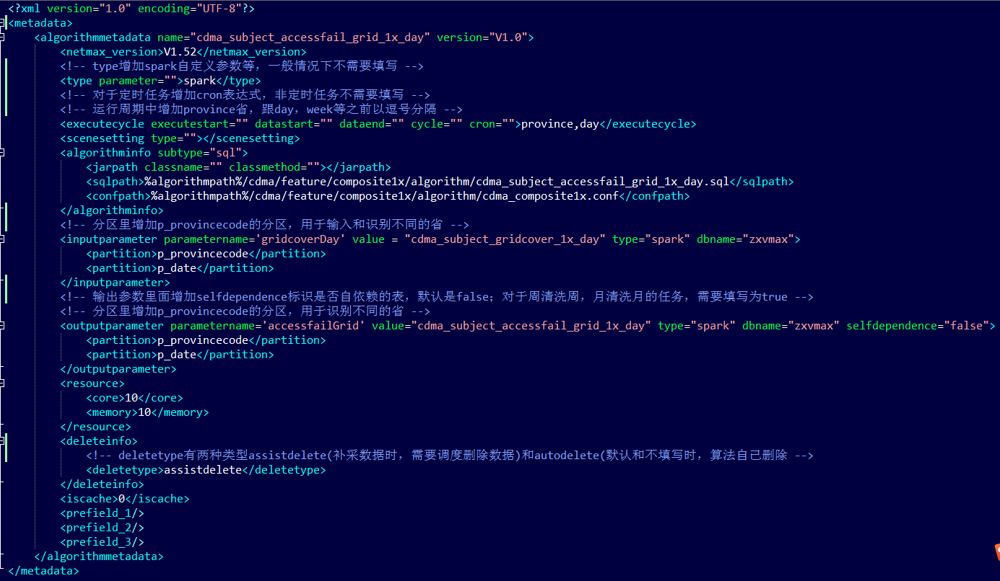 <?xml version="1.0" encoding="UTF-8"?>
<metadata>
<algorithmmetadata name="cdma_subject_accessfail_grid_1x_day" version="V1.0">
<netmax_version>V1.52</netmax_version>
<!-- type增加spark自定义参数等，一般情况下不需要填写 -->
<type parameter="">spark</type>
<!-- 对于定时任务增加cron表达式，非定时任务不需要填写 -->
<!-- 运行周期中增加province省，跟day，week等之前以逗号分隔 -->
<executecycle executestart="" datastart="" dataend="" cycle="" cron="">province,day</executecycle>
<scenesetting type=""></scenesetting>
<algorithminfo subtype="sql">
<jarpath classname="" classmethod=""></jarpath>
<sqlpath>%algorithmpath%/cdma/feature/composite1x/algorithm/cdma_subject_accessfail_grid_1x_day.sql</sqlpath>
<confpath>%algorithmpath%/cdma/feature/composite1x/algorithm/cdma_composite1x.conf</confpath>
</algorithminfo>
<!-- 分区里增加p_provincecode的分区，用于输入和识别不同的省 -->
<inputparameter parametername='gridcoverDay' value = "cdma_subject_gridcover_1x_day" type="spark" dbname="zxvmax">
<partition>p_provincecode</partition>
<partition>p_date</partition>
</inputparameter>
<!-- 输出参数里面增加selfdependence标识是否自依赖的表，默认是false；对于周清洗周，月清洗月的任务，需要填写为true -->
<!-- 分区里增加p_provincecode的分区，用于识别不同的省 -->
<outputparameter parametername='accessfailGrid' value="cdma_subject_accessfail_grid_1x_day" type="spark" dbname="zxvmax" selfdependence="false">
<partition>p_provincecode</partition>
<partition>p_date</partition>
</outputparameter>
<resource>
<core>10</core>
<memory>10</memory>
</resource>
<deleteinfo>
<!-- deletetype有两种类型assistdelete(补采数据时，需要调度删除数据)和autodelete(默认和不填写时，算法自己删除 -->
<deletetype>assistdelete</deletetype>
</deleteinfo>
<iscache>0</iscache>
<prefield_1/>
<prefield_2/>
<prefield_3/>
</algorithmmetadata>
</metadata>